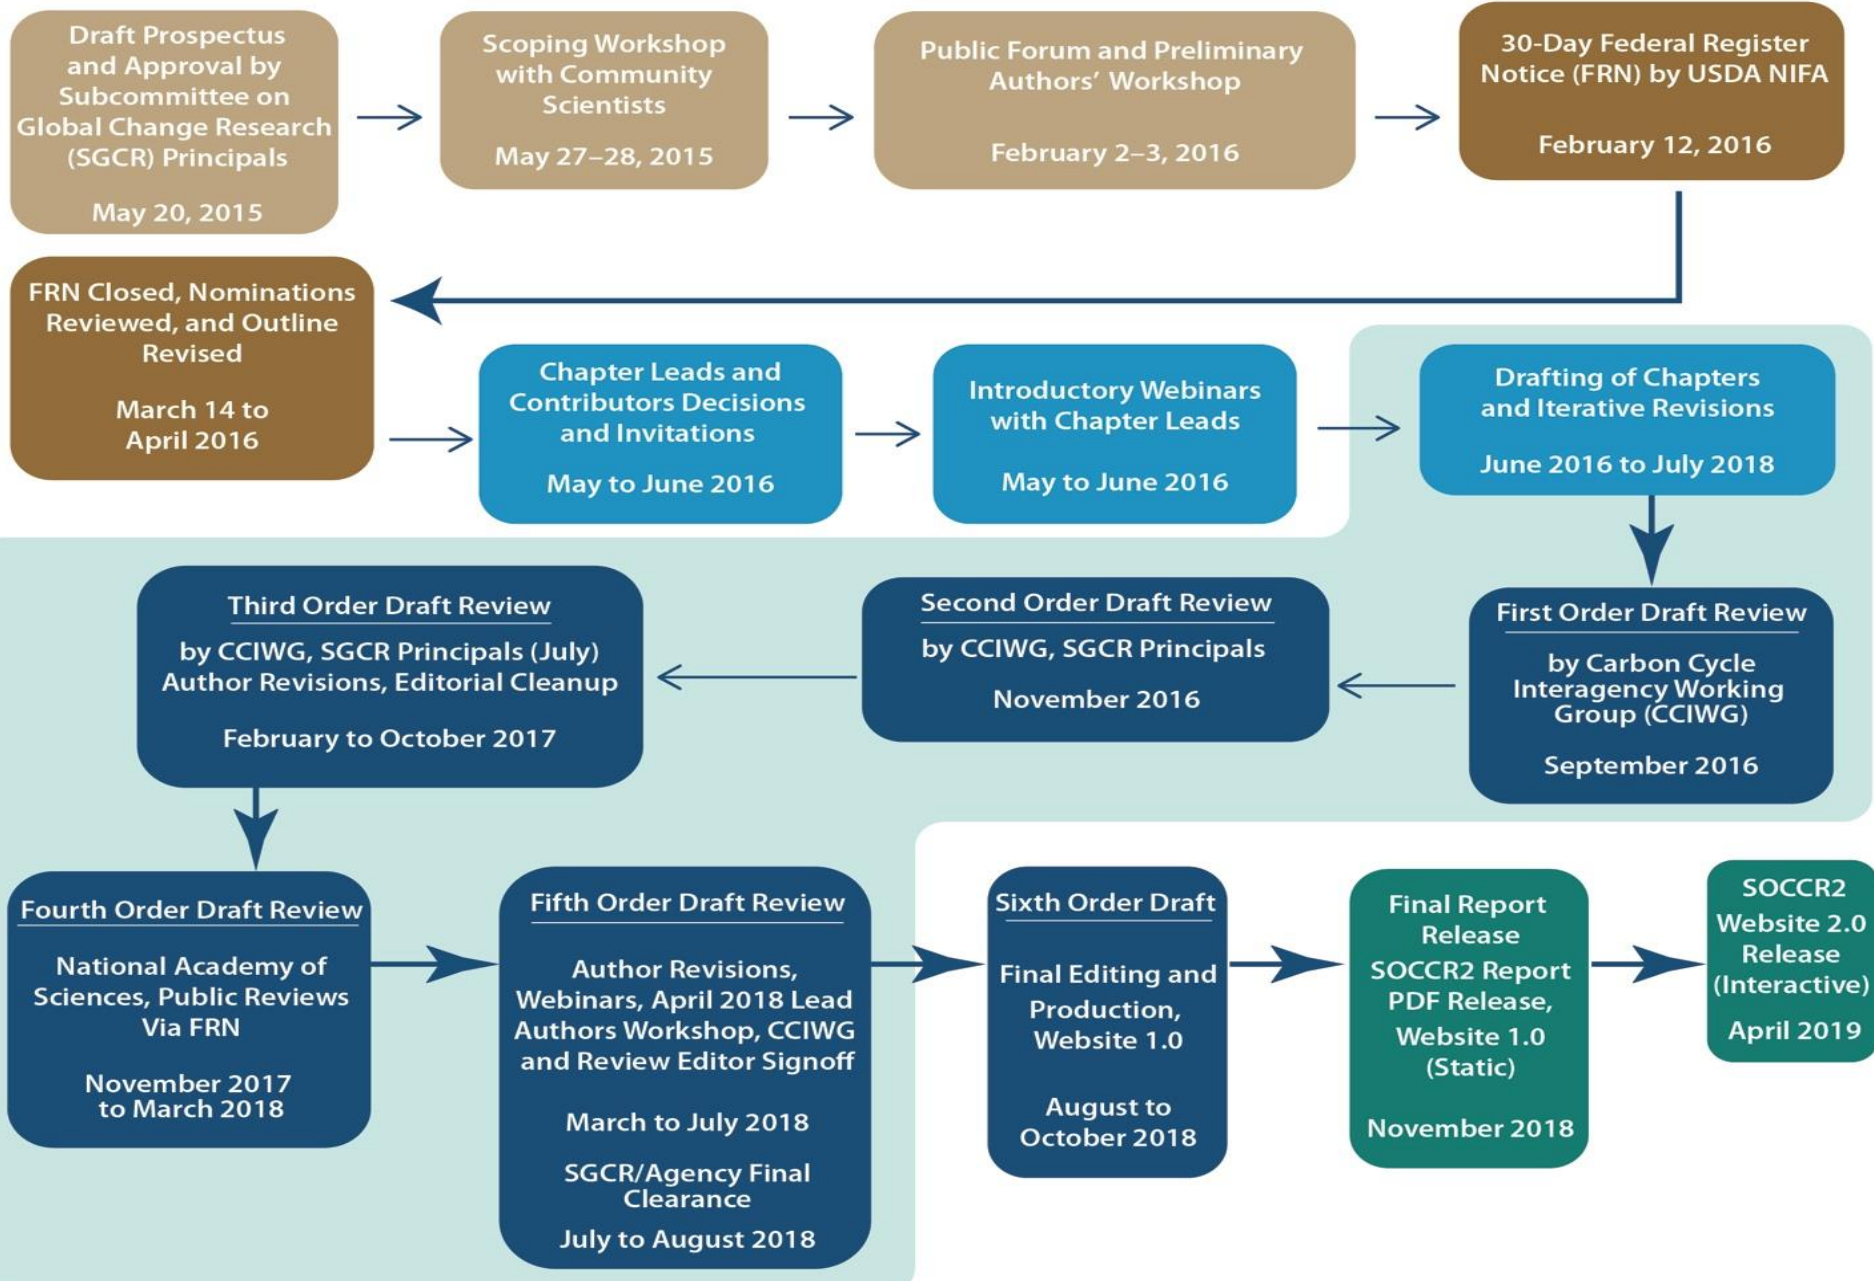 Draft Prospectus
and Approval by
Subcommittee on
Global Change Research
(SGCR) Principals
May 20, 2015
Scoping Workshop
with Community
Scientists
May 27–28, 2015
Public Forum and Preliminary
Authors’ Workshop
February 2–3, 2016
30-Day Federal Register
Notice (FRN) by USDA NIFA
February 12, 2016
FRN Closed, Nominations
Reviewed, and Outline
Revised
March 14 to
April 2016
Chapter Leads and
Contributors Decisions
and Invitations
May to June 2016
Introductory Webinars
with Chapter Leads
May to June 2016
Drafting of Chapters
and Iterative Revisions
June 2016 to July 2018
First Order Draft Review
by Carbon Cycle
Interagency Working
Group (CCIWG)
September 2016
Second Order Draft Review
by CCIWG, SGCR Principals
November 2016
Third Order Draft Review
by CCIWG, SGCR Principals (July)
Author Revisions, Editorial Cleanup
February to October 2017
Fourth Order Draft Review
National Academy of
Sciences, Public Reviews
Via FRN
November 2017
to March 2018
Fifth Order Draft Review
Author Revisions,
Webinars, April 2018 Lead
Authors Workshop, CCIWG
and Review Editor Signoff
March to July 2018
SGCR/Agency Final
Clearance
July to August 2018
Sixth Order Draft
Final Editing and
Production,
Website 1.0
August to
October 2018
Final Report
Release
SOCCR2 Report
PDF Release,
Website 1.0
(Static)
November 2018
SOCCR2
Website 2.0
Release
(Interactive)
April 2019